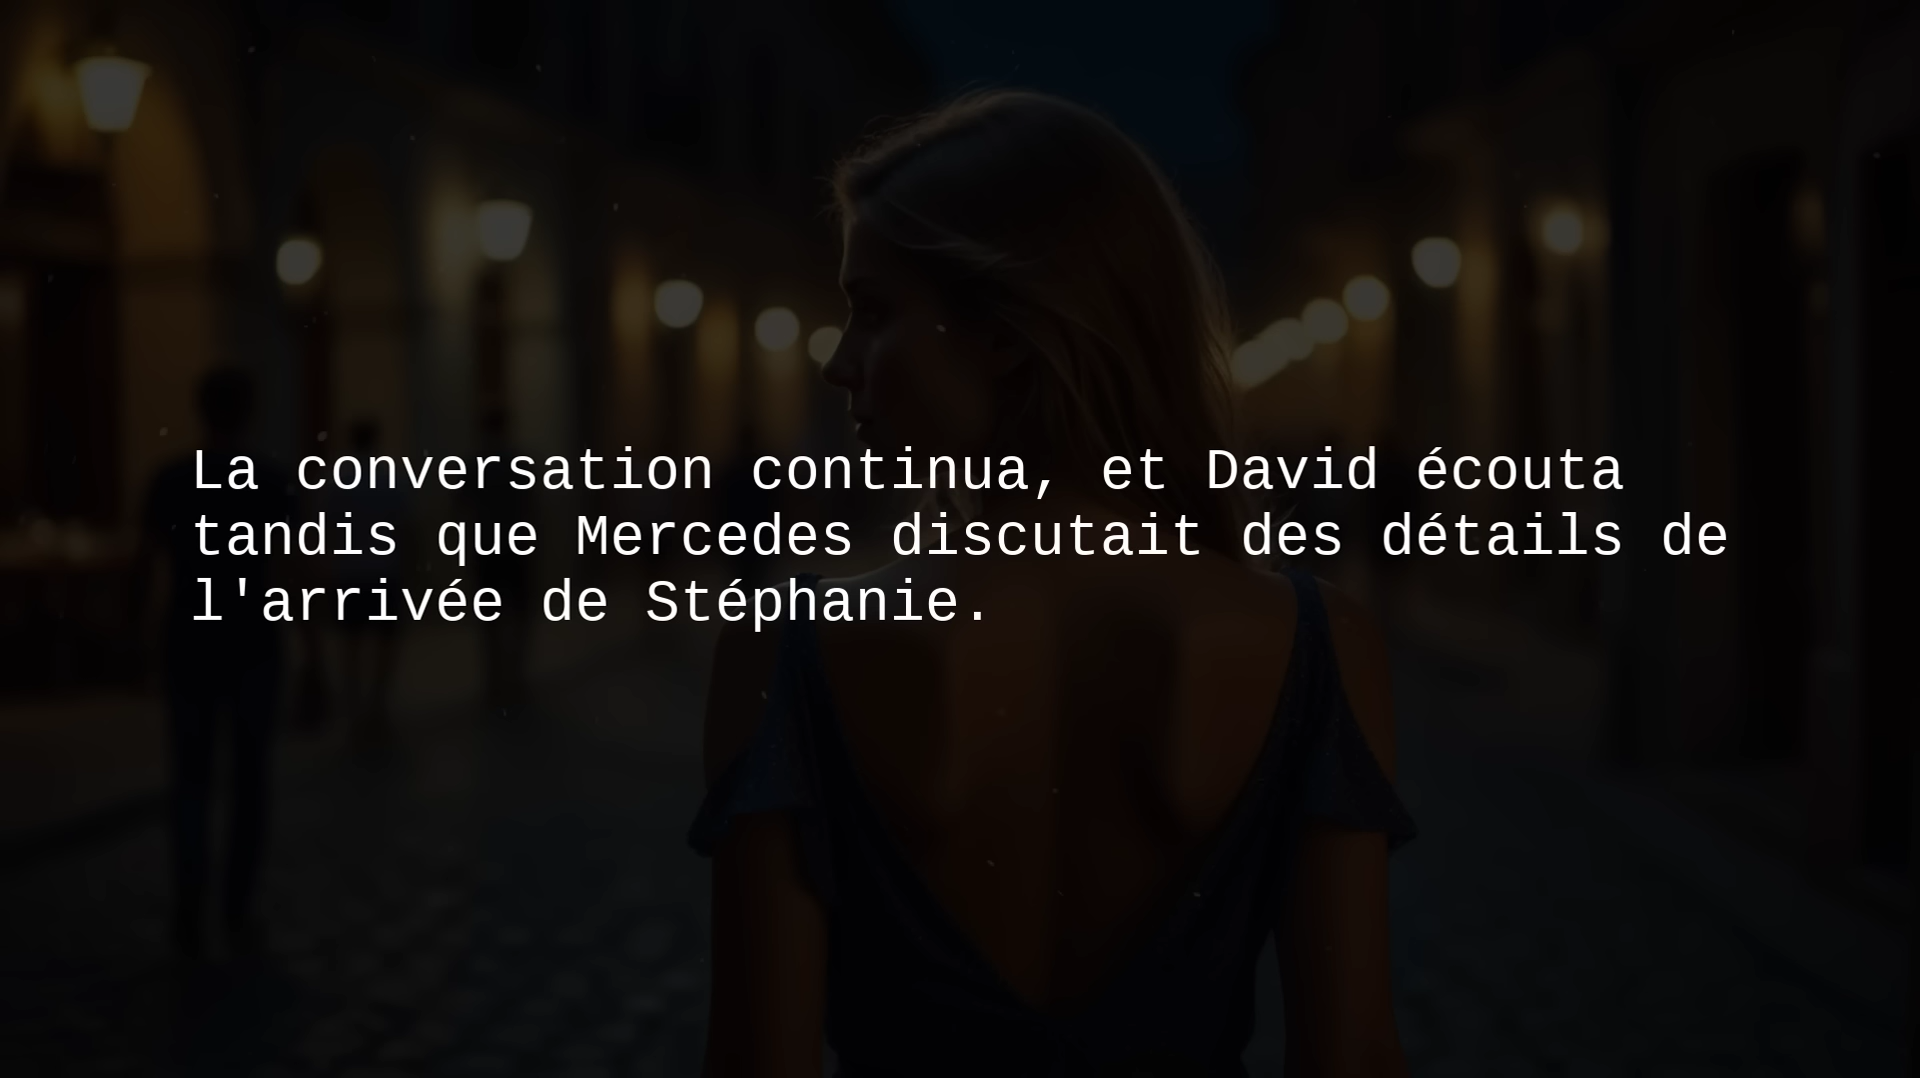 La conversation continua, et David écouta
tandis que Mercedes discutait des détails de
l'arrivée de Stéphanie.